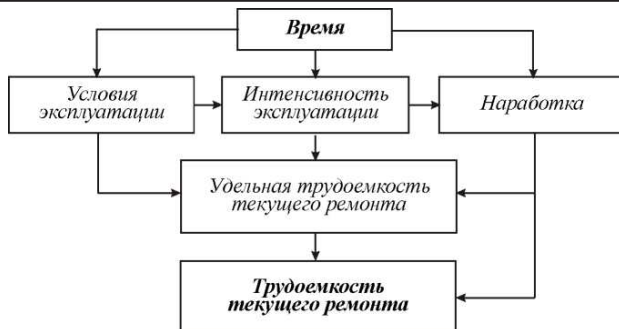 Время
Условия
эксплуатации
Интенсивность
эксплуатации
Наработка
Удельная трудоемкость
текущего ремонта
Трудоемкость
текущего ремонта